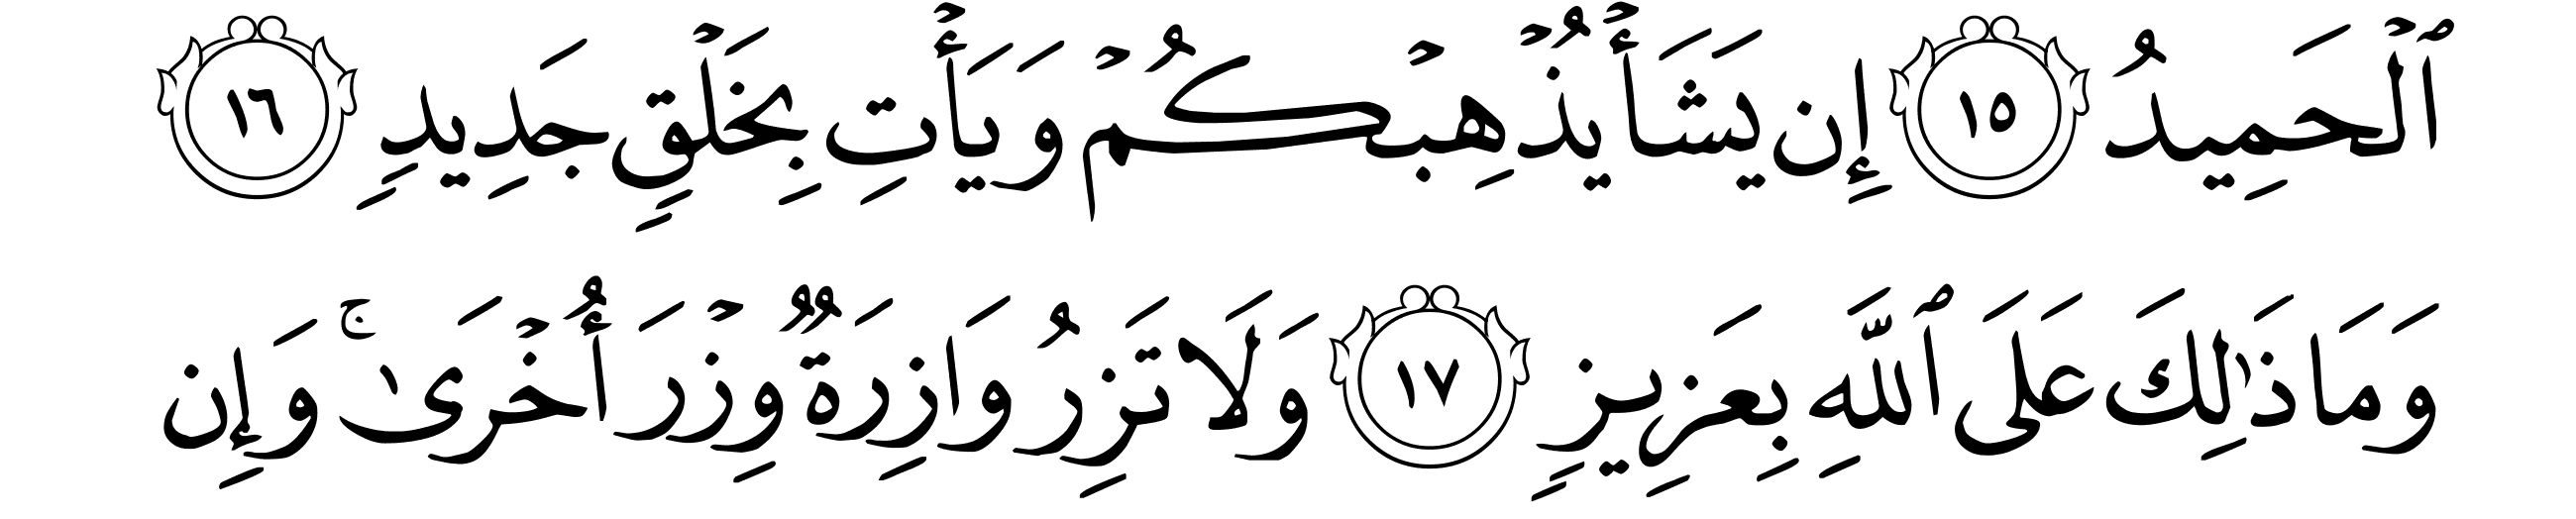 ٱلْحَمِيدُ ١٥ إِن يَشَأْ يُذْهِبْكُمْ وَيَأْتِ بِخَلْقٍ جَدِيدٍ ١٦
وَمَا ذَٰلِكَ عَلَى ٱللَّهِ بِعَزِيزٍ ١٧ وَلَا تَزِرُ وَازِرَةٌ وِزْرَ أُخْرَىٰ ۚ وَإِن